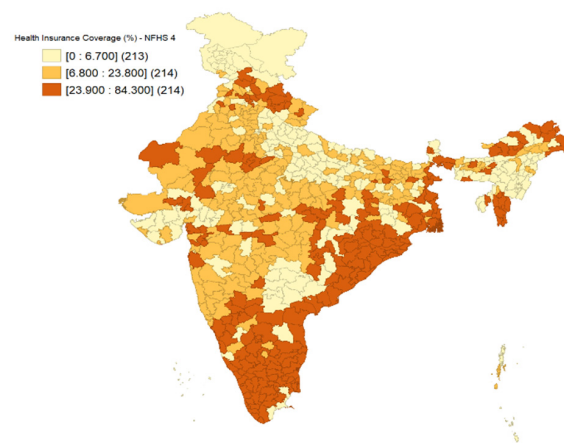 Health Insurance Coverage (%) - NFHS 4
[0 : 6.700] (213)
[6.800 : 23.800] (214)
[23.900 : 84.300] (214)